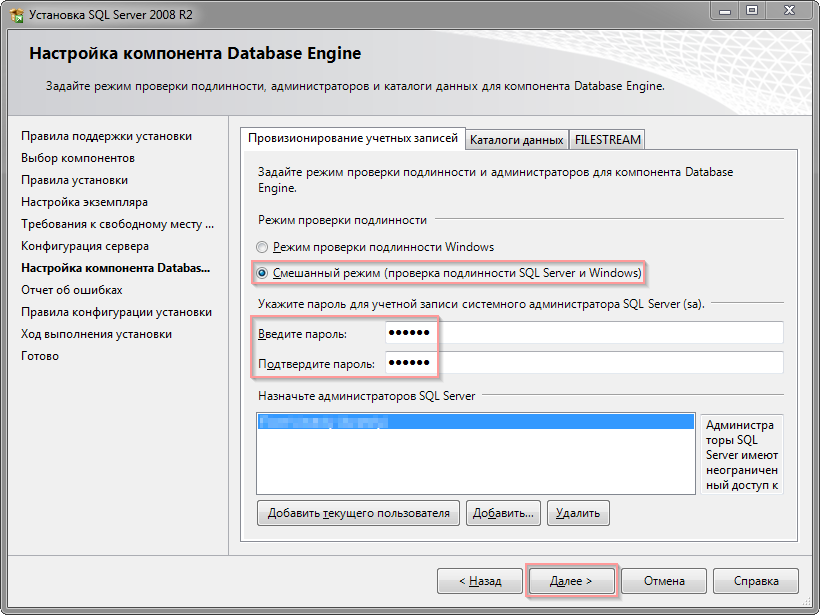 Установка SQL Server 2008 R2
Настройка компонента Database Engine
Задайте режим проверки подлинности, администраторов и каталоги данных для компонента Database Engine.
Правила поддержки установки
Выбор компонентов
Правила установки
Настройка экземпляра
Требования к свободному месту ...
Конфигурация сервера
Настройка компонента Databas...
Отчет об ошибках
Правила конфигурации установки
Ход выполнения установки
Готово
Провизионирование учетных записей
Каталоги данных
FILESTREAM
Задайте режим проверки подлинности и администраторов для компонента Database
Engine.
Режим проверки подлинности
Режим проверки подлинности Windows
Смешанный режим (проверка подлинности SQL Server и Windows)
Укажите пароль для учетной записи системного администратора SQL Server (sa).
Введите пароль: ●●●●●●
Подтвердите пароль: ●●●●●●
Назначьте администраторов SQL Server
Администра
торы SQL
Server имеют
неограничен
ный доступ к
Добавить текущего пользователя
Добавить...
Удалить
< Назад
Далее >
Отмена
Справка